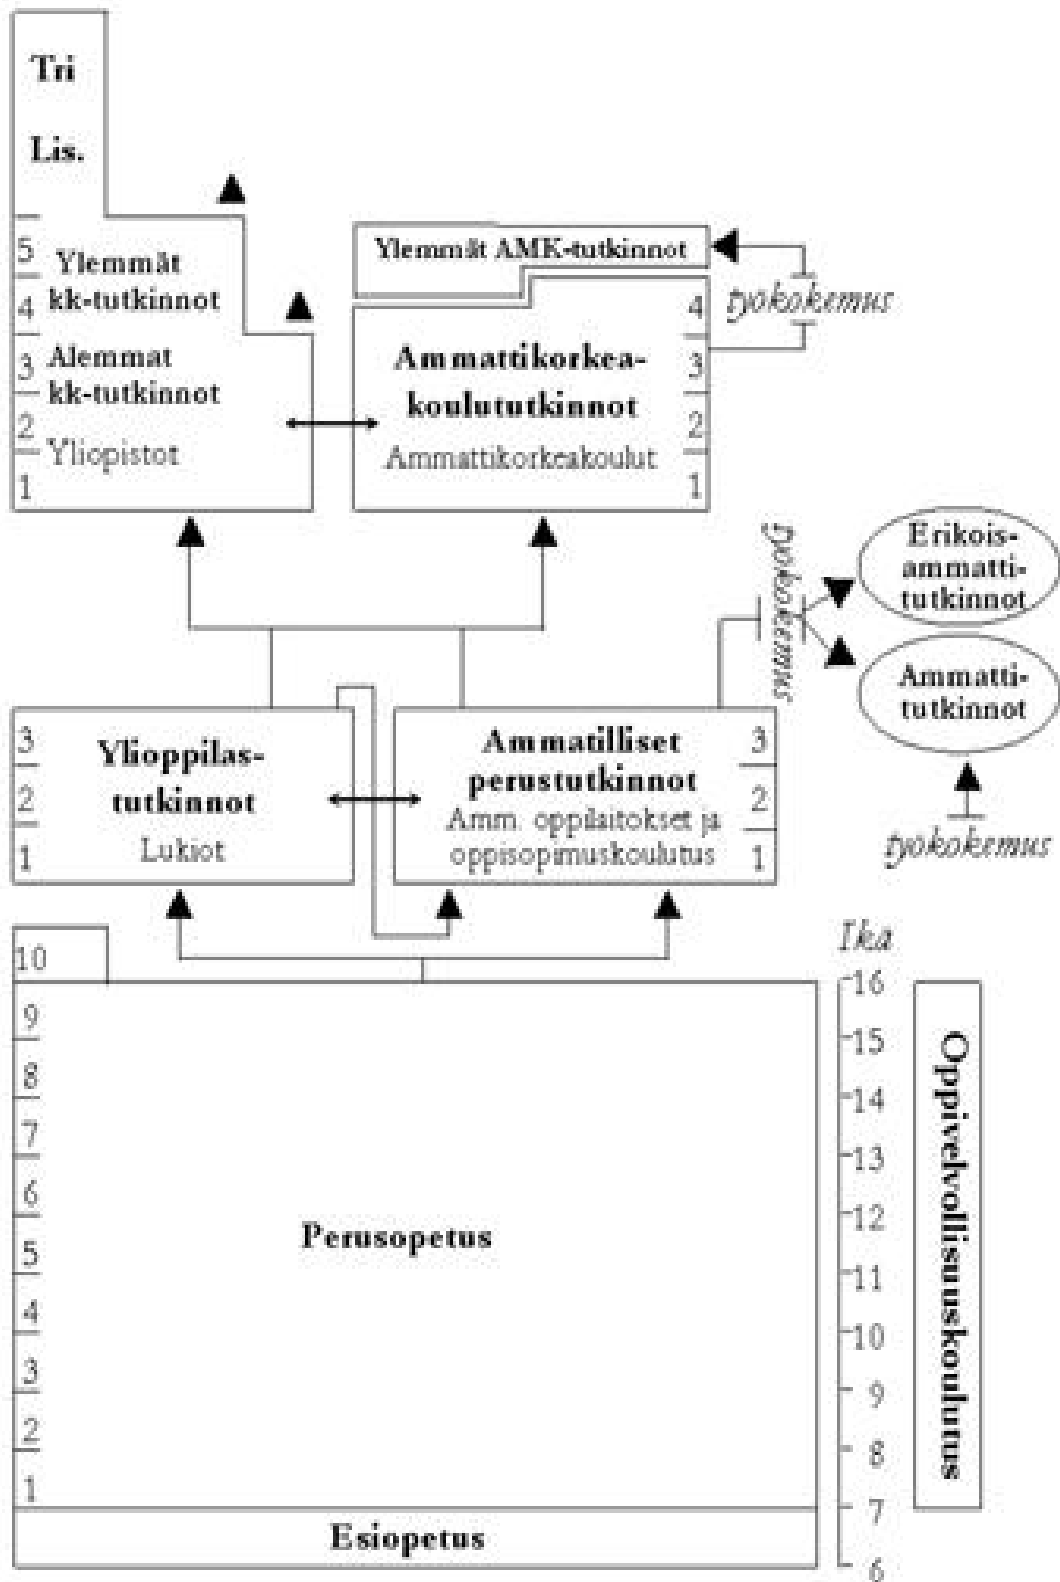 Tri
Lis.
5
4
3
2
1
Ylemmät
kk-tutkinnot
Alemmat
kk-tutkinnot
Yliopistot
Ylemmät AMK-tutkinnot
4
3
2
1
Ammattikorkea-
koulututkinnot
Ammattikorkeakoulut
työkokemus
työkokemus
Erikois-
ammatti-
tutkinnot
Ammatti-
tutkinnot
työkokemus
3
2
1
Ylioppilas-
tutkinnot
Lukiot
Ammatilliset
perustutkinnot
Amm. oppilaitokset ja
oppisopimuskoulutus
3
2
1
10
9
8
7
6
5
4
3
2
1
Perusopetus
Esiopetus
Ikä
16
15
14
13
12
11
10
9
8
7
6
Oppivelvollisuuskoulutus